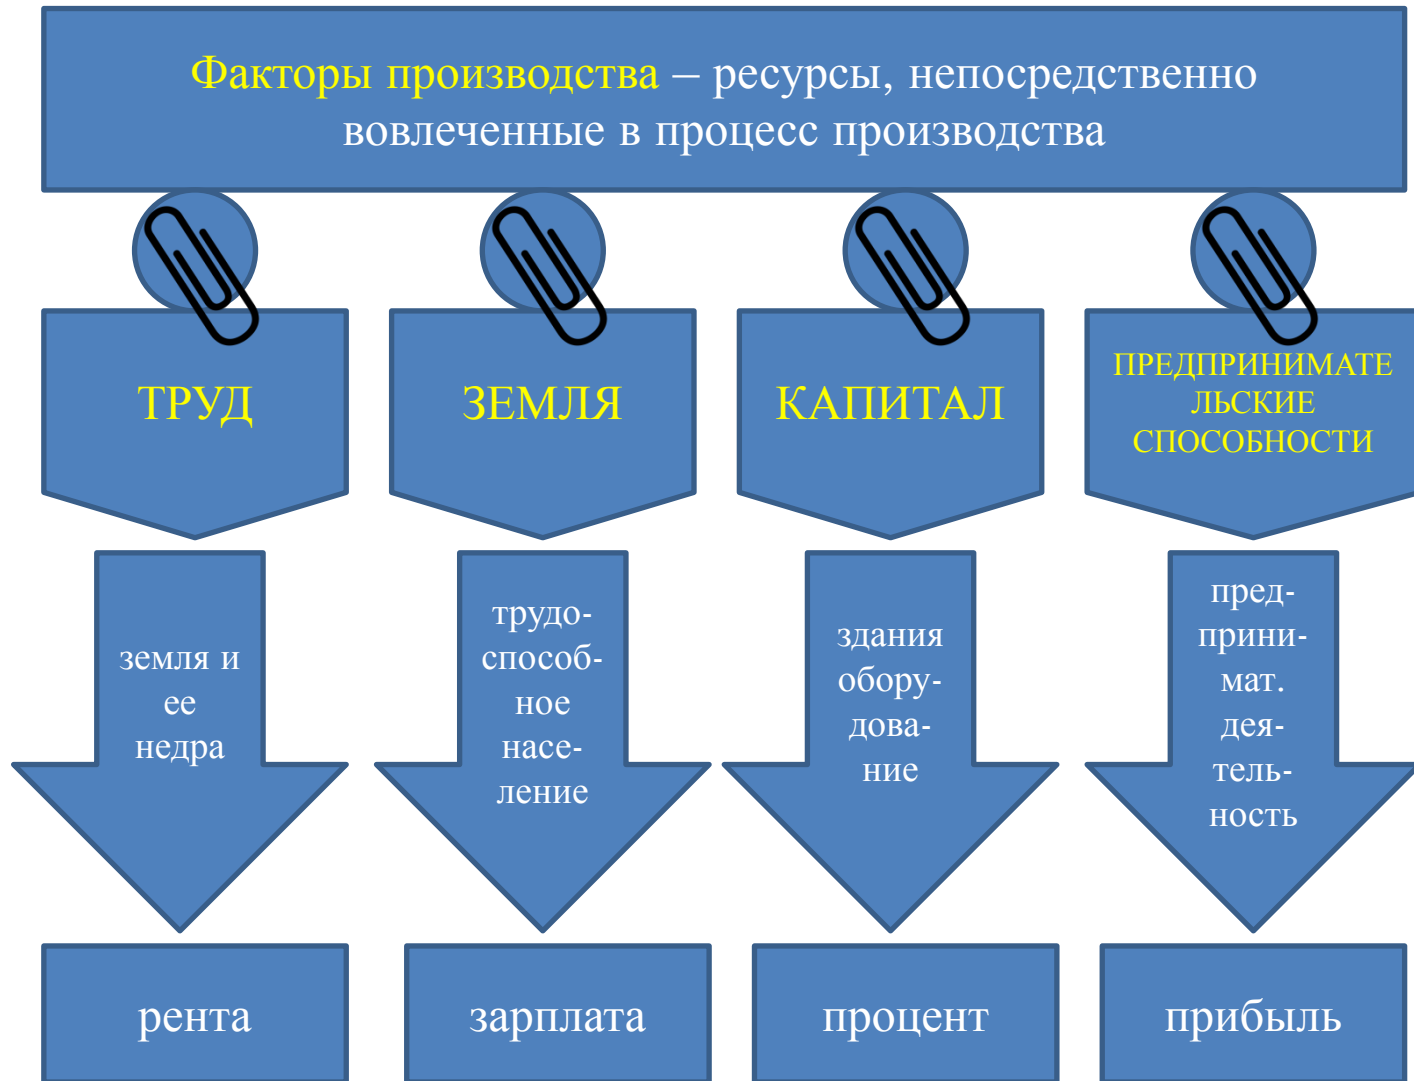 Факторы производства – ресурсы, непосредственно
вовлеченные в процесс производства
ТРУД
ЗЕМЛЯ
КАПИТАЛ
ПРЕДПРИНИМАТЕ
ЛЬСКИЕ
СПОСОБНОСТИ
земля и
ее
недра
трудо-
способ-
ное
насе-
ление
здания
обору-
дова-
ние
пред-
прини-
мат.
дея-
тель-
ность
рента
зарплата
процент
прибыль